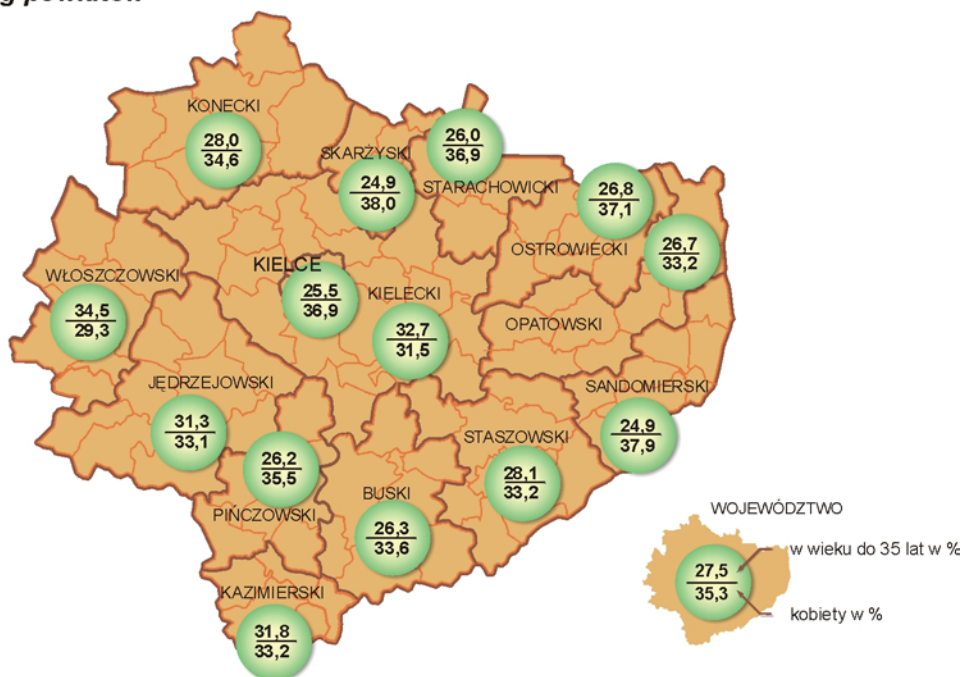 KONECKI
28,0
34,6
SKARŻYSKI
24,9
38,0
26,0
36,9
STARACHOWICKI
26,8
37,1
OSTROWIECKI
26,7
33,2
WŁOSZCZOWSKI
34,5
29,3
KIELCE
25,5
36,9
KIELECKI
32,7
31,5
OPATOWSKI
JĘDRZEJOWSKI
31,3
33,1
SANDOMIERSKI
24,9
37,9
STASZOWSKI
28,1
33,2
26,2
35,5
PIŃCZOWSKI
BUSKI
26,3
33,6
KAZIMIERSKI
31,8
33,2
WOJEWÓDZTWO
27,5
35,3
w wieku do 35 lat w %
kobiety w %